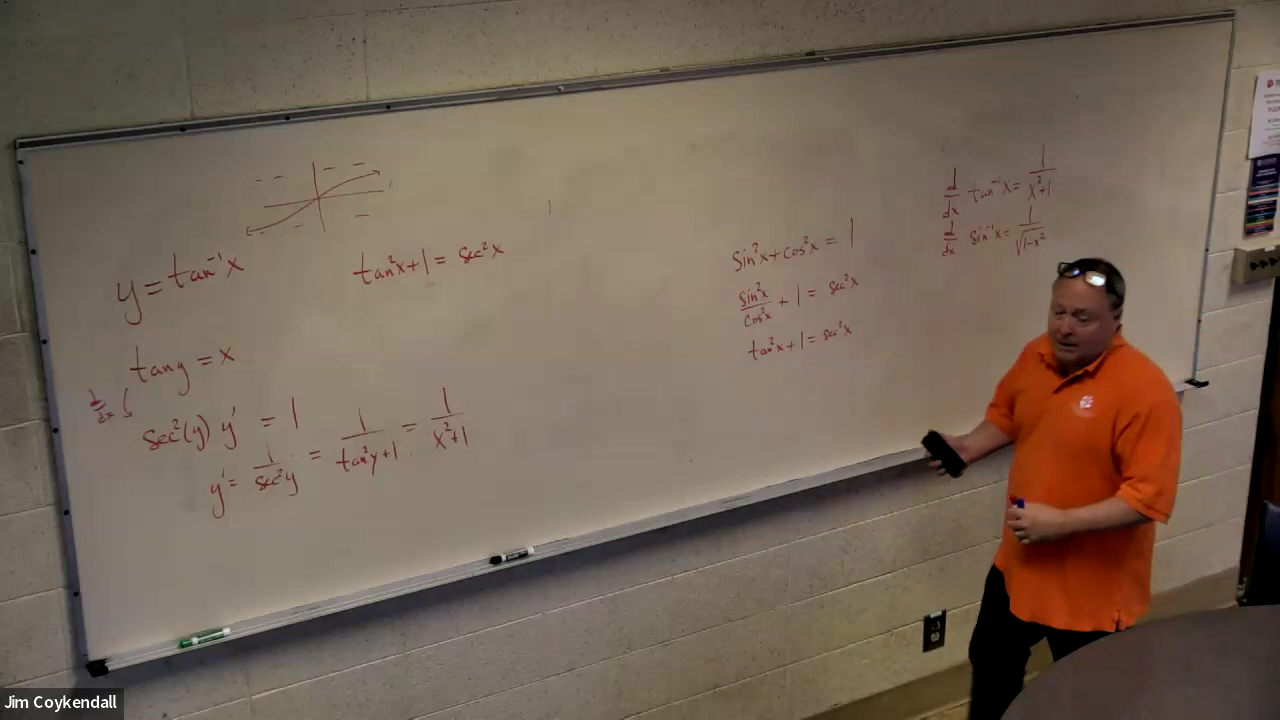 y = tan⁻¹x
tan²x + 1 = sec²x
tan y = x
d/dx
sec²(y) y' = 1
y' = 1/sec²y = 1/(tan²y + 1) = 1/(x² + 1)
sin²x + cos²x = 1
sin²x/cos²x + 1 = sec²x
tan²x + 1 = sec²x
d/dx tan⁻¹x = 1/(x² + 1)
d/dx sin⁻¹x = 1/√(1 - x²)
Jim Coykendall